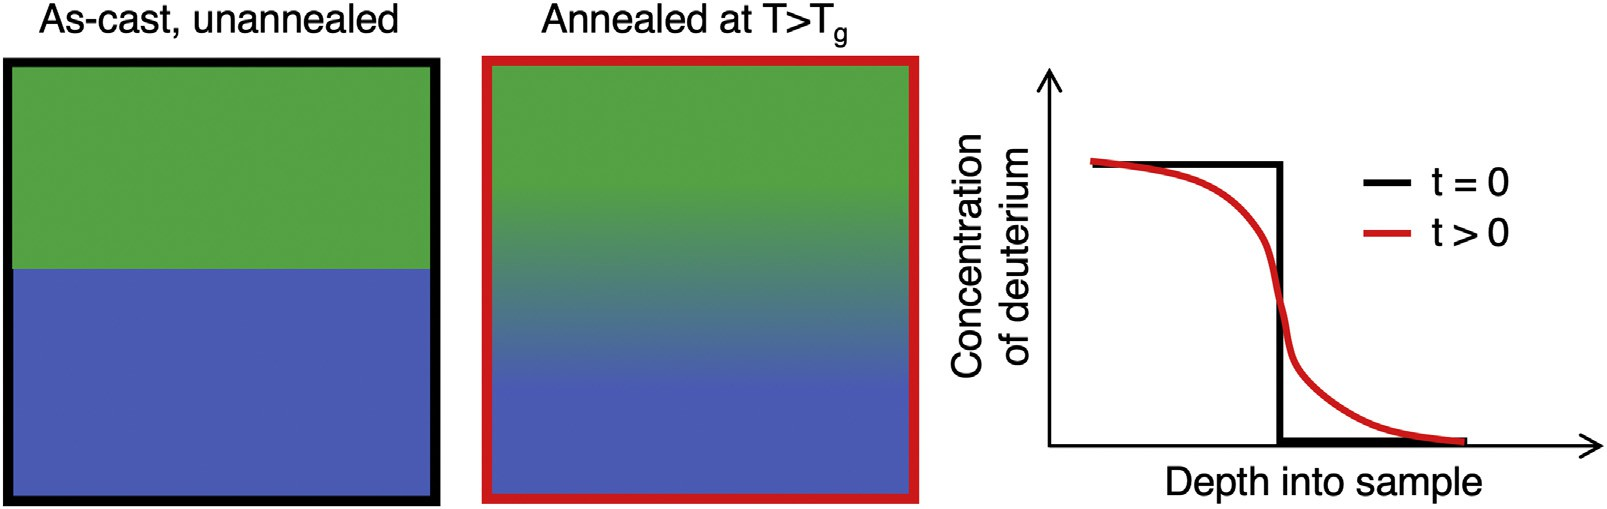 As-cast, unannealed
Annealed at T>Tg
Concentration
of deuterium
t = 0
t > 0
Depth into sample